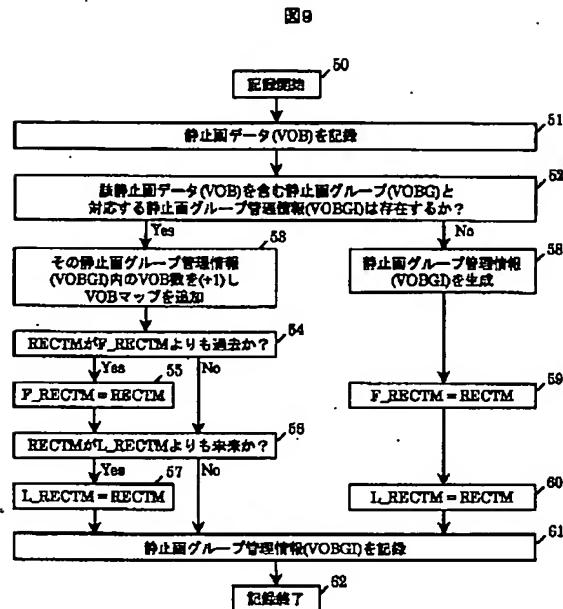 図9
50
記録開始
51
静止画データ(VOB)を記録
52
該静止画データ(VOB)を含む静止画グループ(VOBG)と
対応する静止画グループ管理情報(VOBGI)は存在するか?
Yes
No
53
その静止画グループ管理情報
(VOBGI)内のVOB数を(+1)し
VOBマップを追加
58
静止画グループ管理情報
(VOBGI)を生成
54
RECTMがF_RECTMよりも過去か?
Yes
No
55
F_RECTM=RECTM
59
F_RECTM=RECTM
56
RECTMがL_RECTMよりも未来か?
Yes
No
57
L_RECTM=RECTM
60
L_RECTM=RECTM
61
静止画グループ管理情報(VOBGI)を記録
62
記録終了